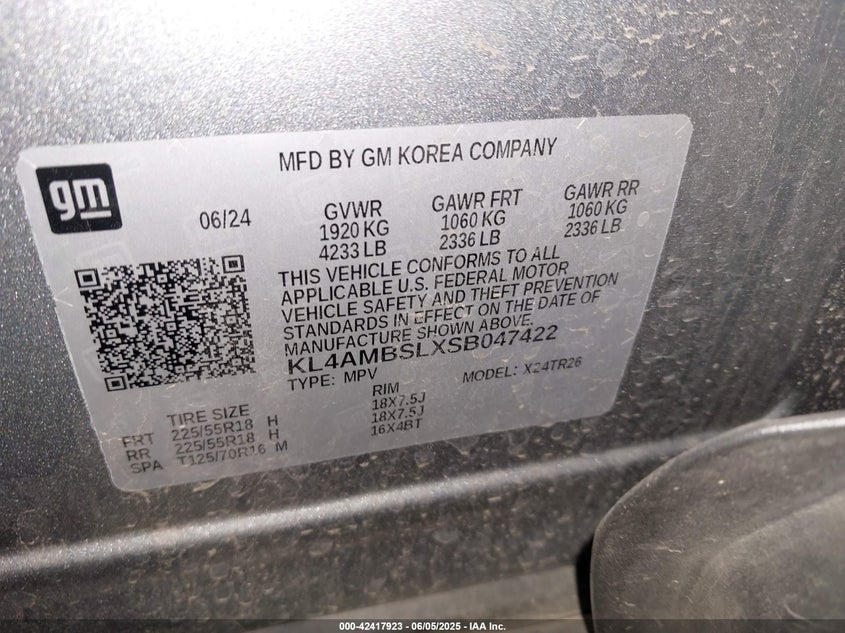 MFD BY GM KOREA COMPANY
gm
06/24
GVWR
1920 KG
4233 LB
GAWR FRT
1060 KG
2336 LB
GAWR RR
1060 KG
2336 LB
THIS VEHICLE CONFORMS TO ALL
APPLICABLE U.S. FEDERAL MOTOR
VEHICLE SAFETY AND THEFT PREVENTION
STANDARDS IN EFFECT ON THE DATE OF
MANUFACTURE SHOWN ABOVE.
KL4AMBSLXSB047422
TYPE: MPV MODEL: X24TR26
TIRE SIZE RIM
FRT 225/55R18 H 18X7.5J
RR 225/55R18 H 18X7.5J
SPA T125/70R16 M 16X4BT
000-42417923 - 06/05/2025 - IAA Inc.